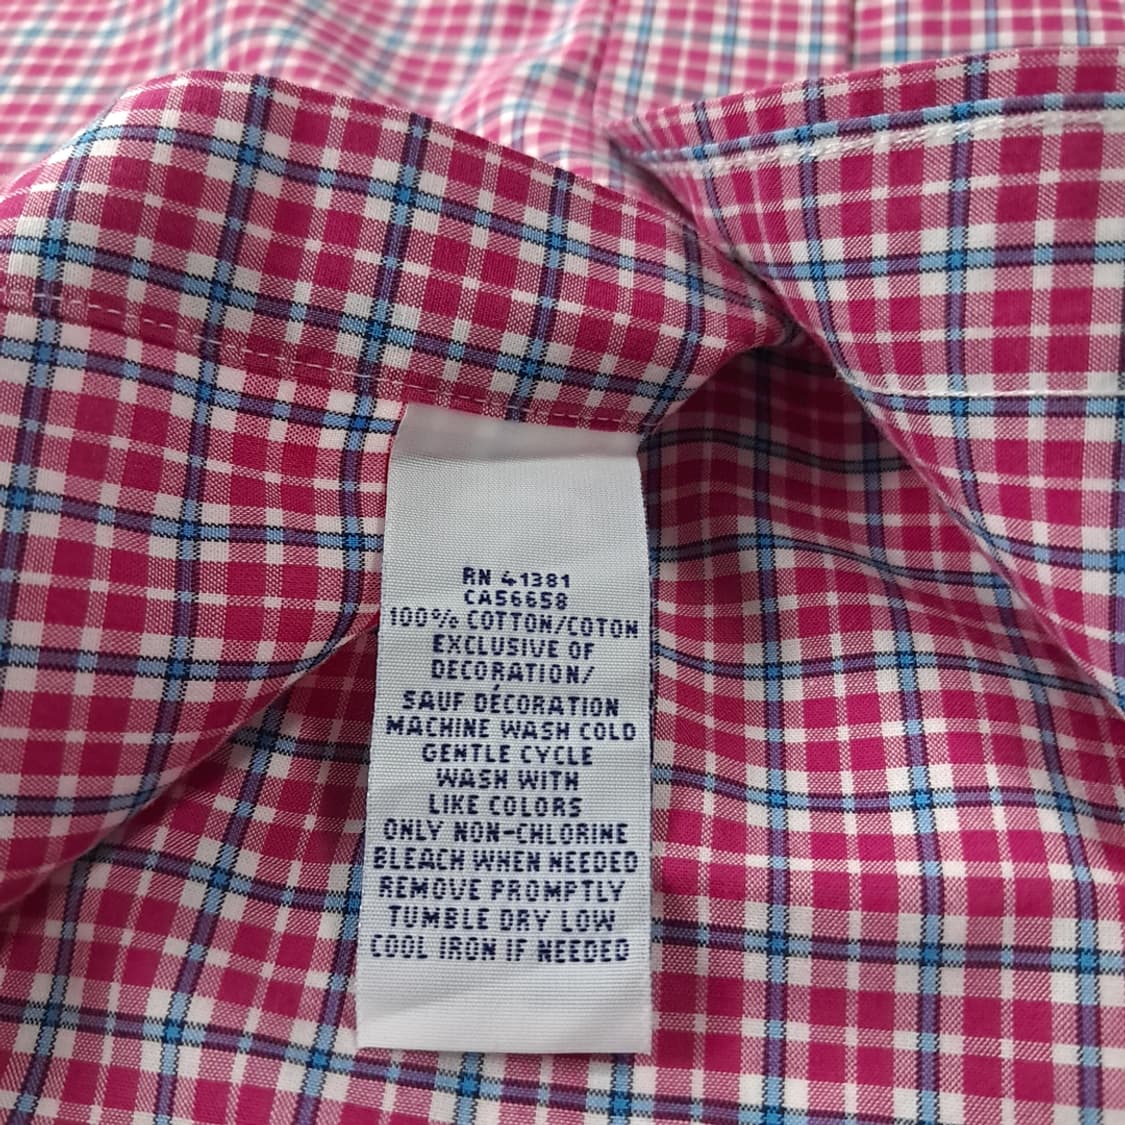 RN 41381
CA56658
100% COTTON/COTON
EXCLUSIVE OF
DECORATION/
SAUF DÉCORATION
MACHINE WASH COLD
GENTLE CYCLE
WASH WITH
LIKE COLORS
ONLY NON-CHLORINE
BLEACH WHEN NEEDED
REMOVE PROMPTLY
TUMBLE DRY LOW
COOL IRON IF NEEDED